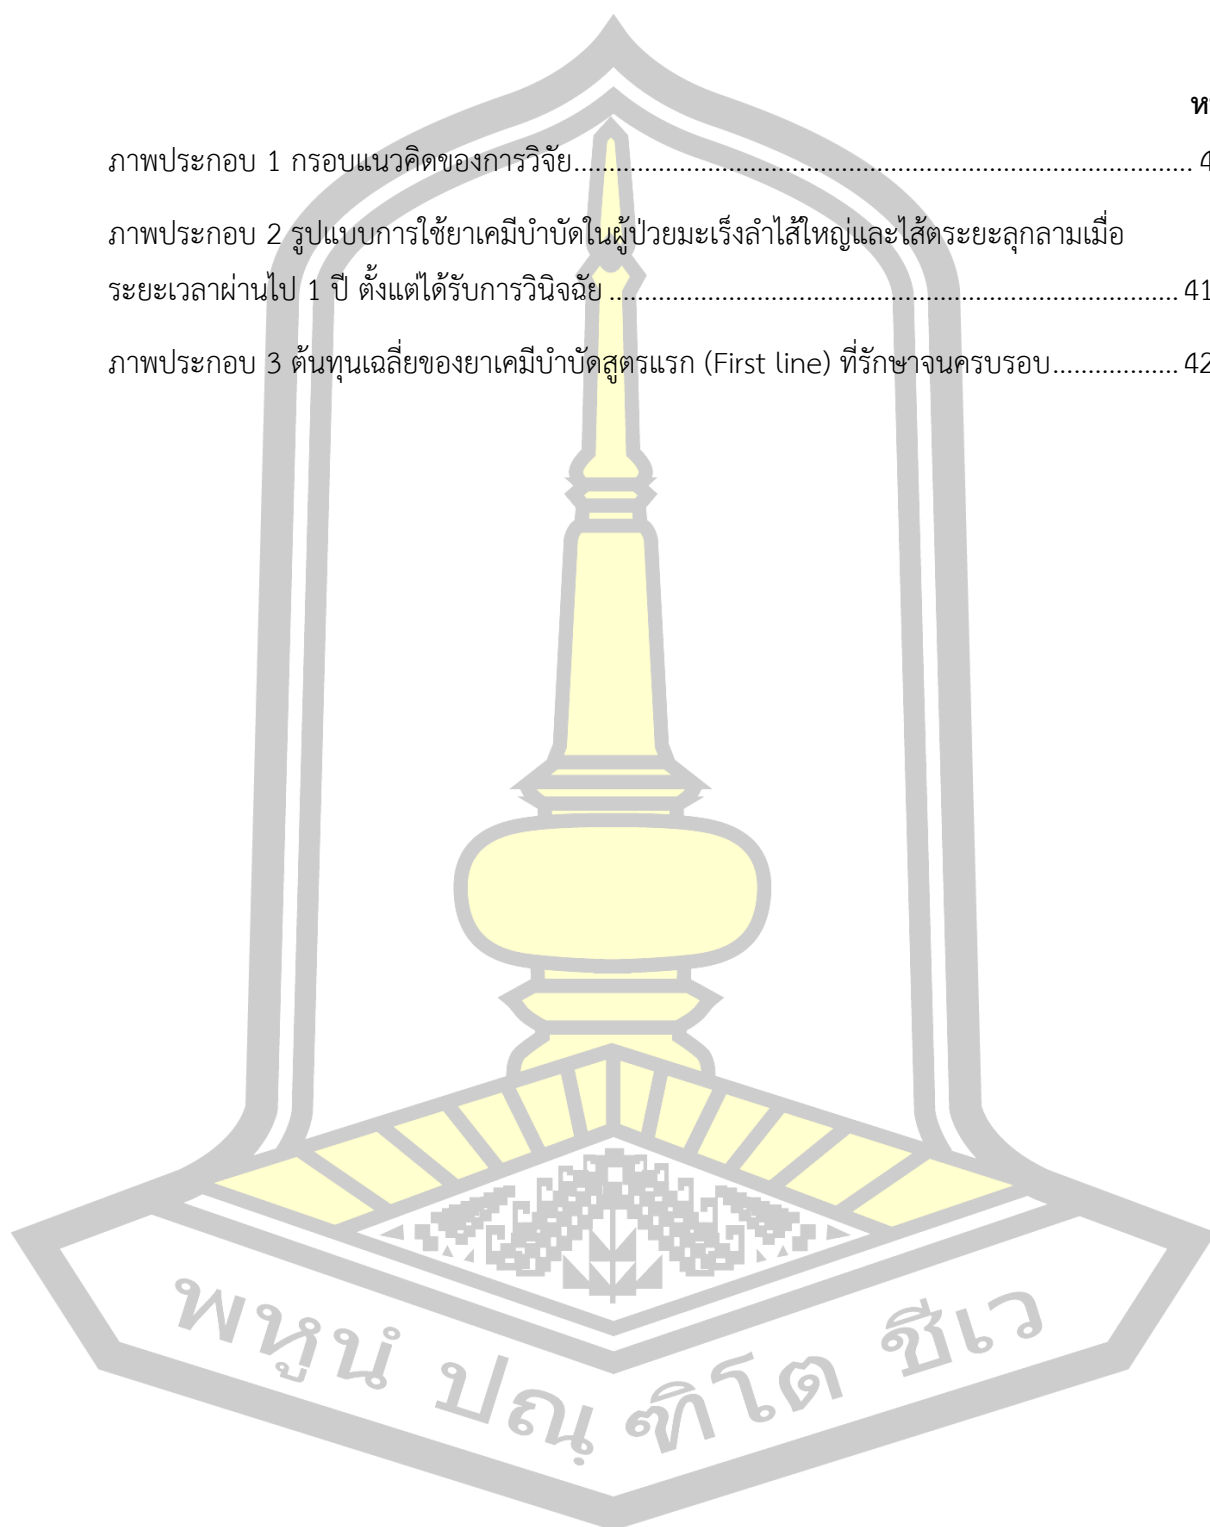 ภาพประกอบ 1 กรอบแนวคิดของการวิจัย.......................................................................................... 4
ภาพประกอบ 2 รูปแบบการใช้ยาเคมีบำบัดในผู้ป่วยมะเร็งลำไส้ใหญ่และไส้ตระยะลุกลามเมื่อ
ระยะเวลาผ่านไป 1 ปี ตั้งแต่ได้รับการวินิจฉัย ................................................................................... 41
ภาพประกอบ 3 ต้นทุนเฉลี่ยของยาเคมีบำบัดสูตรแรก (First line) ที่รักษาจนครบรอบ.................. 42
พหูนํ ปณฺฑิโต ชีเว